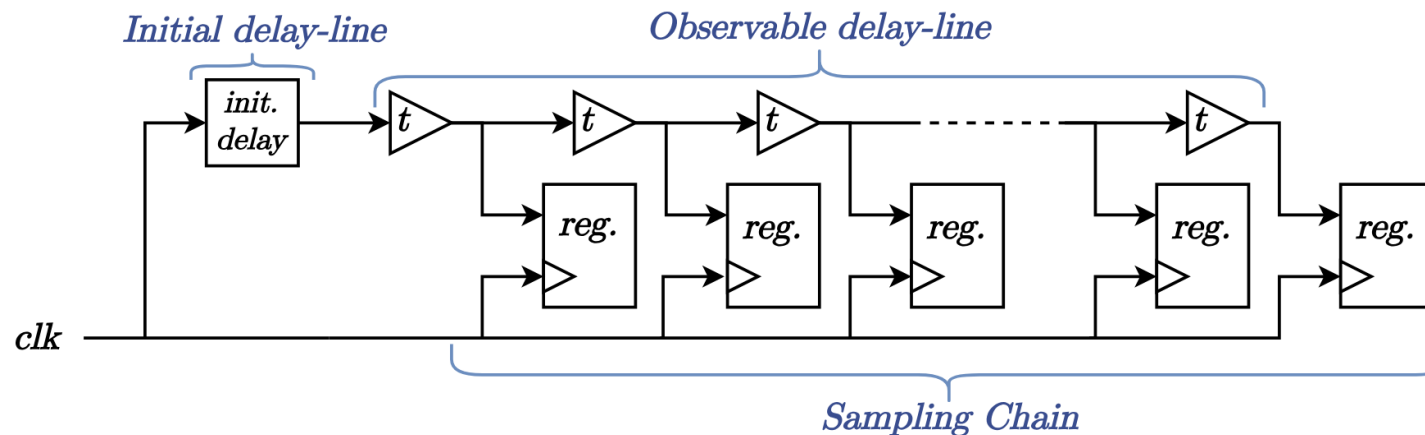 Initial delay-line
Observable delay-line
init.
delay
t
t
t
t
reg.
reg.
reg.
reg.
reg.
clk
Sampling Chain